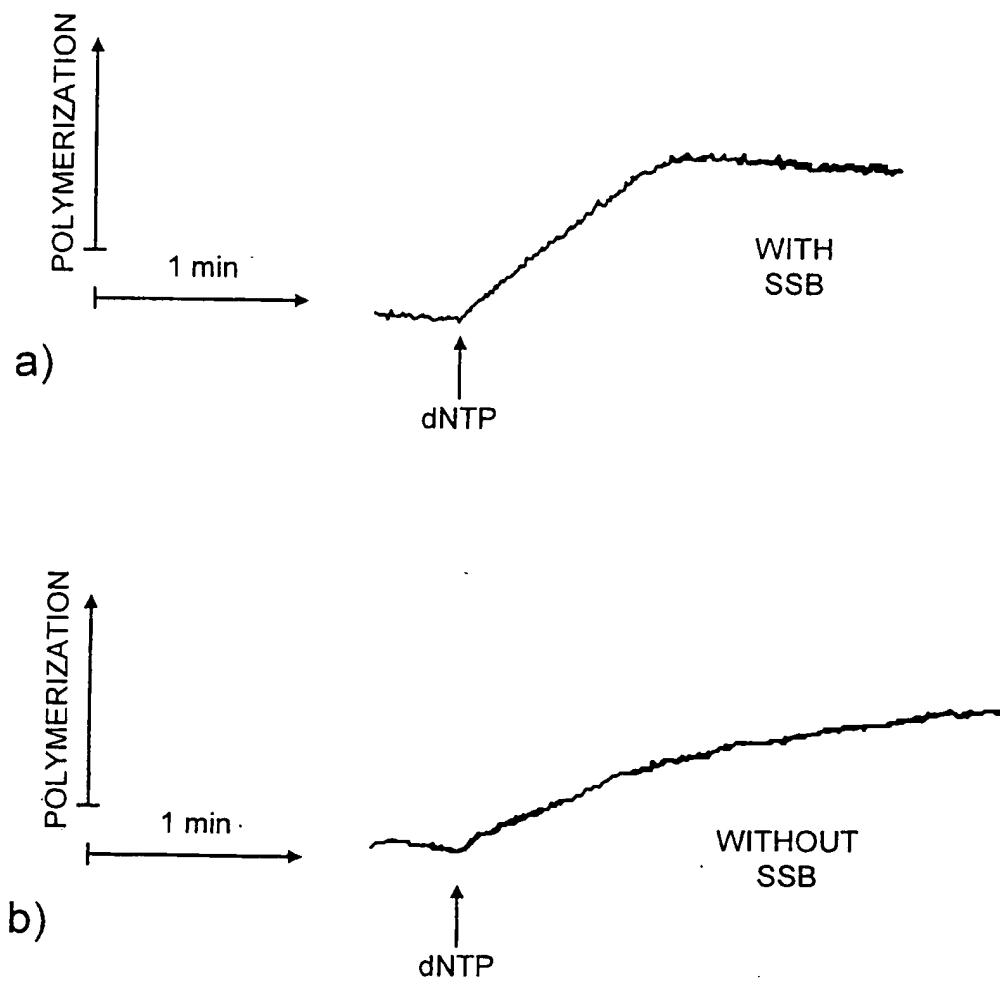 POLYMERIZATION
1 min
WITH
SSB
a)
dNTP
POLYMERIZATION
1 min
WITHOUT
SSB
b)
dNTP